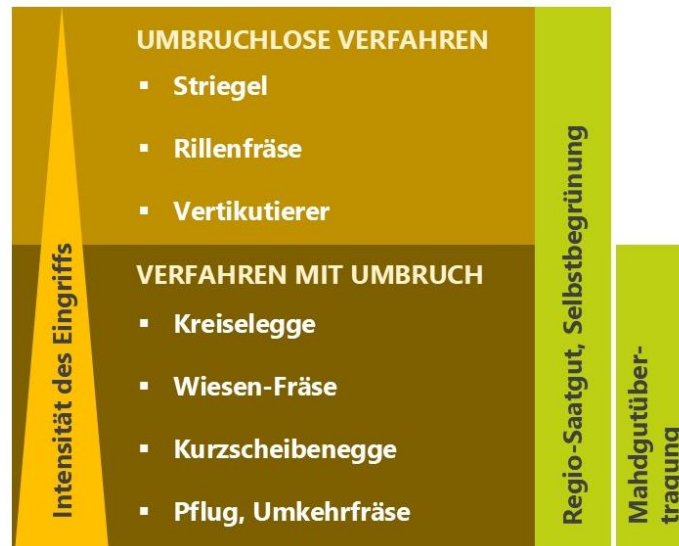 UMBRUCHLOSE VERFAHREN
▪ Striegel
▪ Rillenfräse
▪ Vertikutierer
VERFAHREN MIT UMBRUCH
▪ Kreiselegge
▪ Wiesen-Fräse
▪ Kurzscheibenegge
▪ Pflug, Umkehrfräse
Intensität des Eingriffs
Regio-Saatgut, Selbstbegrünung
Mahdgutüber-
tragung